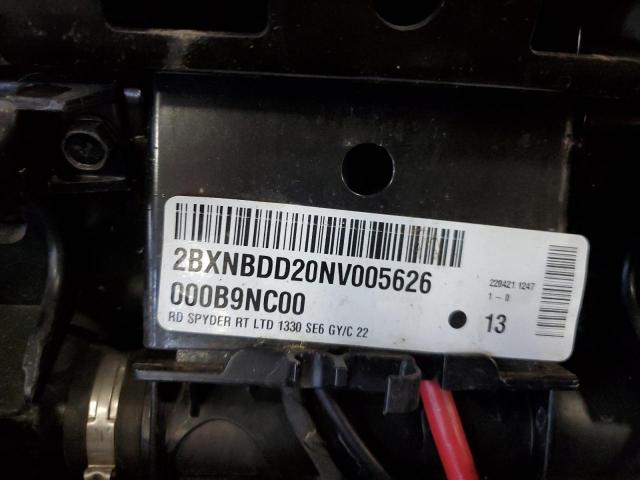 2BXNBDD20NV005626
000B9NC00
RD SPYDER RT LTD 1330 SE6 GY/C 22
220421 1247
1 - 0
13